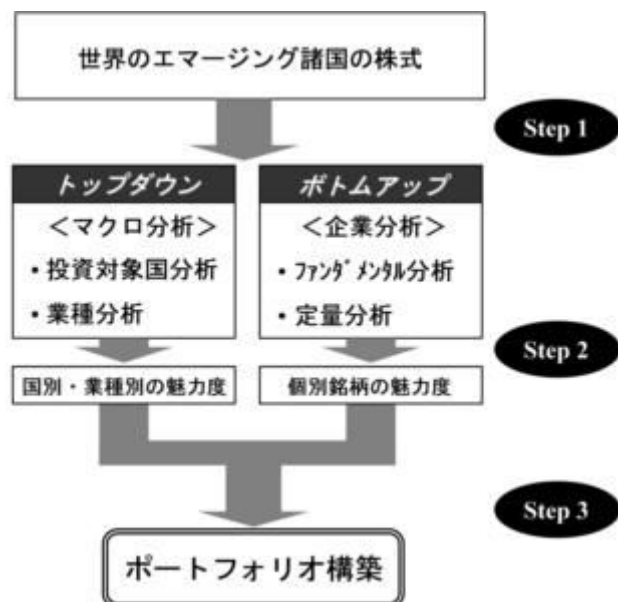 世界のエマージング諸国の株式
Step 1
トップダウン
＜マクロ分析＞
・投資対象国分析
・業種分析
ボトムアップ
＜企業分析＞
・ﾌｧﾝﾀﾞﾒﾝﾀﾙ分析
・定量分析
Step 2
国別・業種別の魅力度
個別銘柄の魅力度
Step 3
ポートフォリオ構築